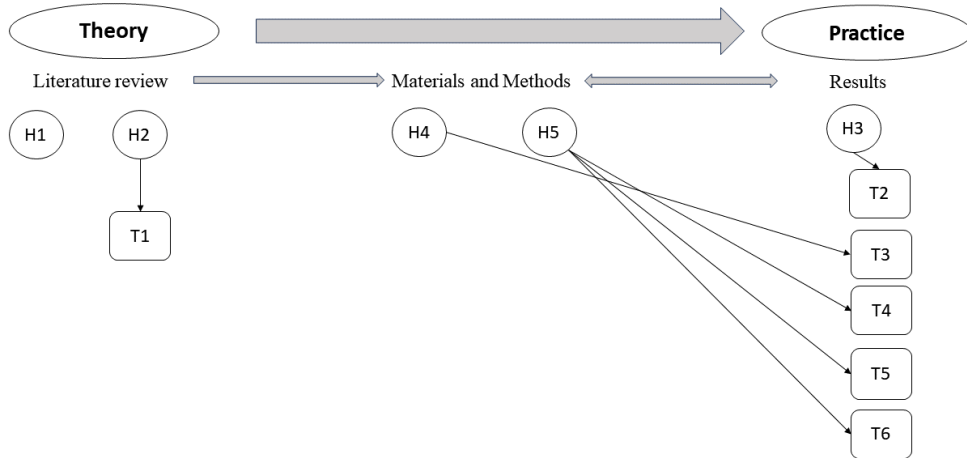 Theory
Practice
Literature review
Materials and Methods
Results
H1
H2
H4
H5
H3
T1
T2
T3
T4
T5
T6